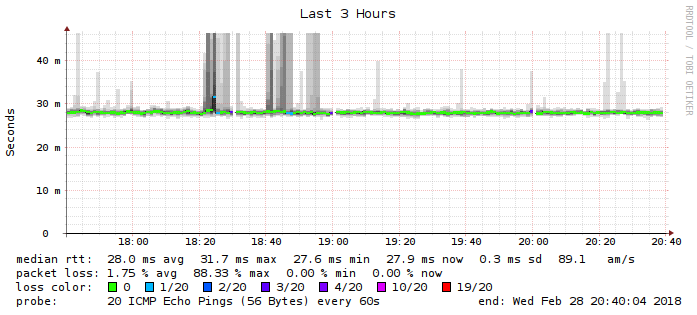 Last 3 Hours
RRDTOOL / TOBI OETIKER
Seconds
40 m
30 m
20 m
10 m
0
18:00 18:20 18:40 19:00 19:20 19:40 20:00 20:20 20:40
median rtt: 28.0 ms avg 31.7 ms max 27.6 ms min 27.9 ms now 0.3 ms sd 89.1 am/s
packet loss: 1.75 % avg 88.33 % max 0.00 % min 0.00 % now
loss color: 0 1/20 2/20 3/20 4/20 10/20 19/20
probe: 20 ICMP Echo Pings (56 Bytes) every 60s end: Wed Feb 28 20:40:04 2018